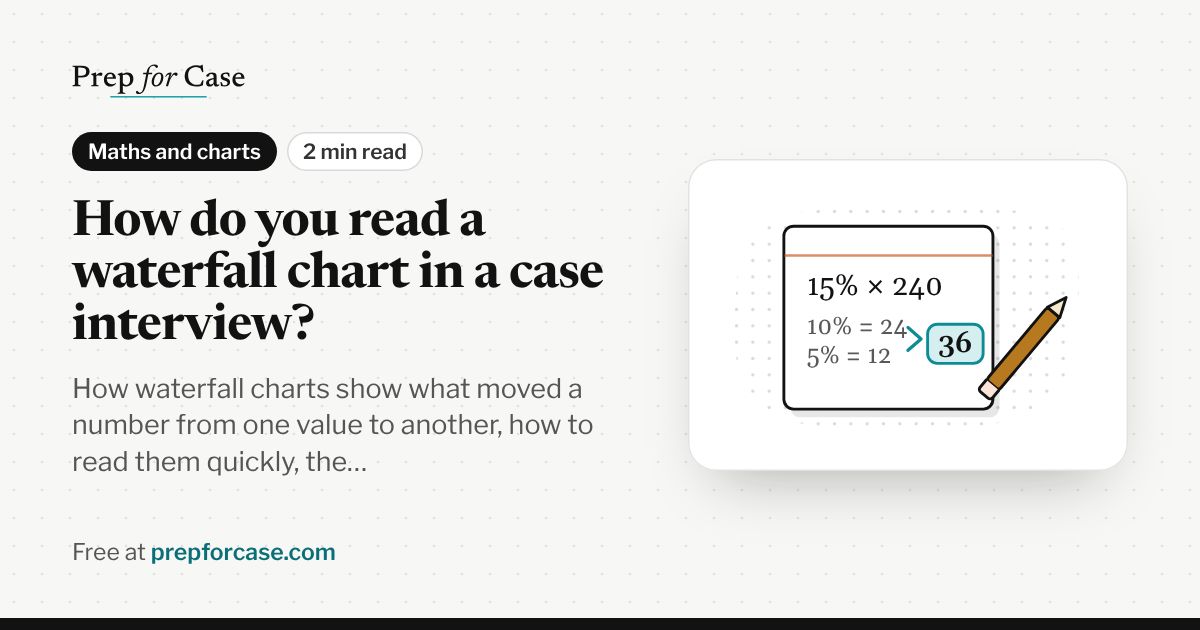 Prep for Case
Maths and charts
2 min read
How do you read a
waterfall chart in a case
interview?
How waterfall charts show what moved a
number from one value to another, how to
read them quickly, the...
Free at prepforcase.com
15% × 240
10% = 24
5% = 12
36